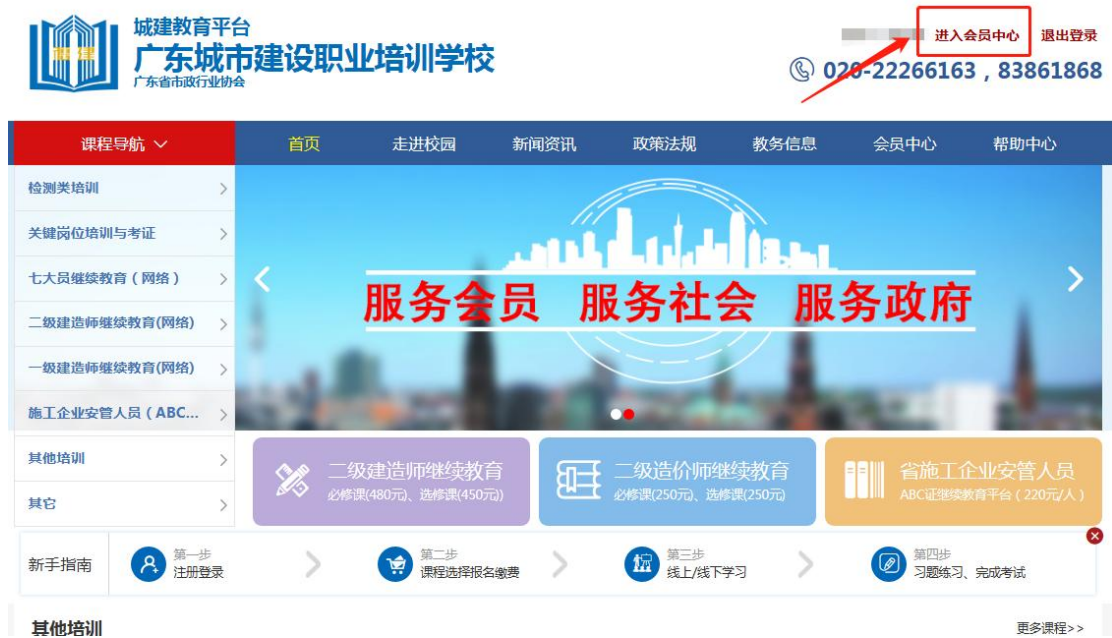 城建教育平台
广东城市建设职业培训学校
广东省市政行业协会
城建
进入会员中心 退出登录
020-22266163 , 83861868
课程导航 首页 走进校园 新闻资讯 政策法规 教务信息 会员中心 帮助中心
检测类培训
关键岗位培训与考证
七大员继续教育（网络）
二级建造师继续教育(网络)
一级建造师继续教育(网络)
施工企业安管人员（ABC...
其他培训
其它
服务会员 服务社会 服务政府
二级建造师继续教育
必修课(480元)、选修课(450元))
二级造价师继续教育
必修课(250元)、选修课(250元)
省施工企业安管人员
ABC证继续教育平台（220元/人）
新手指南
第一步
注册登录
第二步
课程选择报名缴费
第三步
线上/线下学习
第四步
习题练习、完成考试
其他培训
更多课程>>